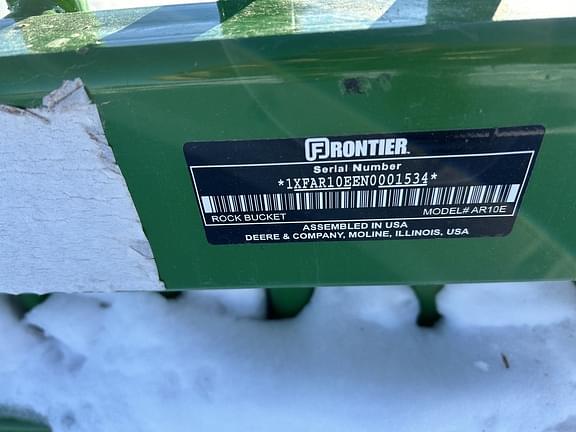 FRONTIER
Serial Number
*1XFAR10EEN0001534*
ROCK BUCKET MODEL# AR10E
ASSEMBLED IN USA
DEERE & COMPANY, MOLINE, ILLINOIS, USA